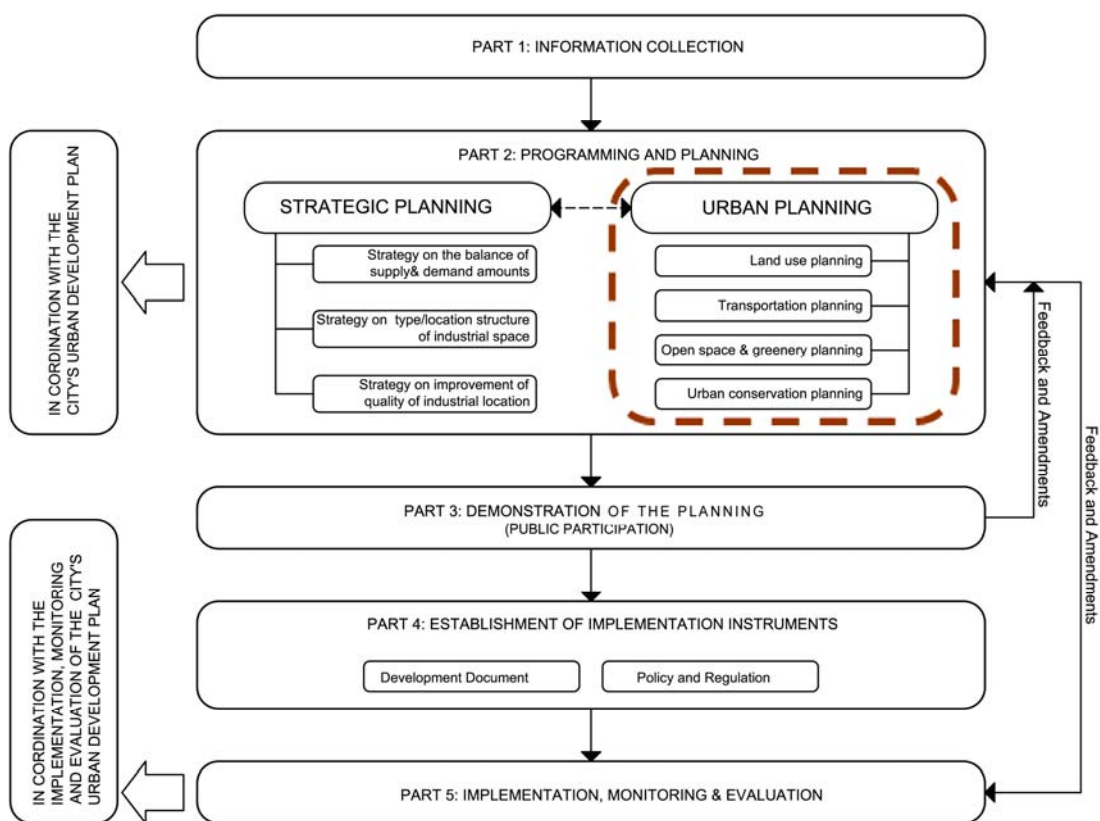 PART 1: INFORMATION COLLECTION
IN CORDINATION WITH THE
CITY'S URBAN DEVELOPMENT PLAN
PART 2: PROGRAMMING AND PLANNING
STRATEGIC PLANNING
Strategy on the balance of
supply& demand amounts
Strategy on type/location structure
of industrial space
Strategy on improvement of
quality of industrial location
URBAN PLANNING
Land use planning
Transportation planning
Open space & greenery planning
Urban conservation planning
Feedback and Amendments
Feedback and Amendments
PART 3: DEMONSTRATION OF THE PLANNING
(PUBLIC PARTICIPATION)
IN CORDINATION WITH THE
IMPLEMENTATION, MONITORING
AND EVALUATION OF THE CITY'S
URBAN DEVELOPMENT PLAN
PART 4: ESTABLISHMENT OF IMPLEMENTATION INSTRUMENTS
Development Document
Policy and Regulation
PART 5: IMPLEMENTATION, MONITORING & EVALUATION